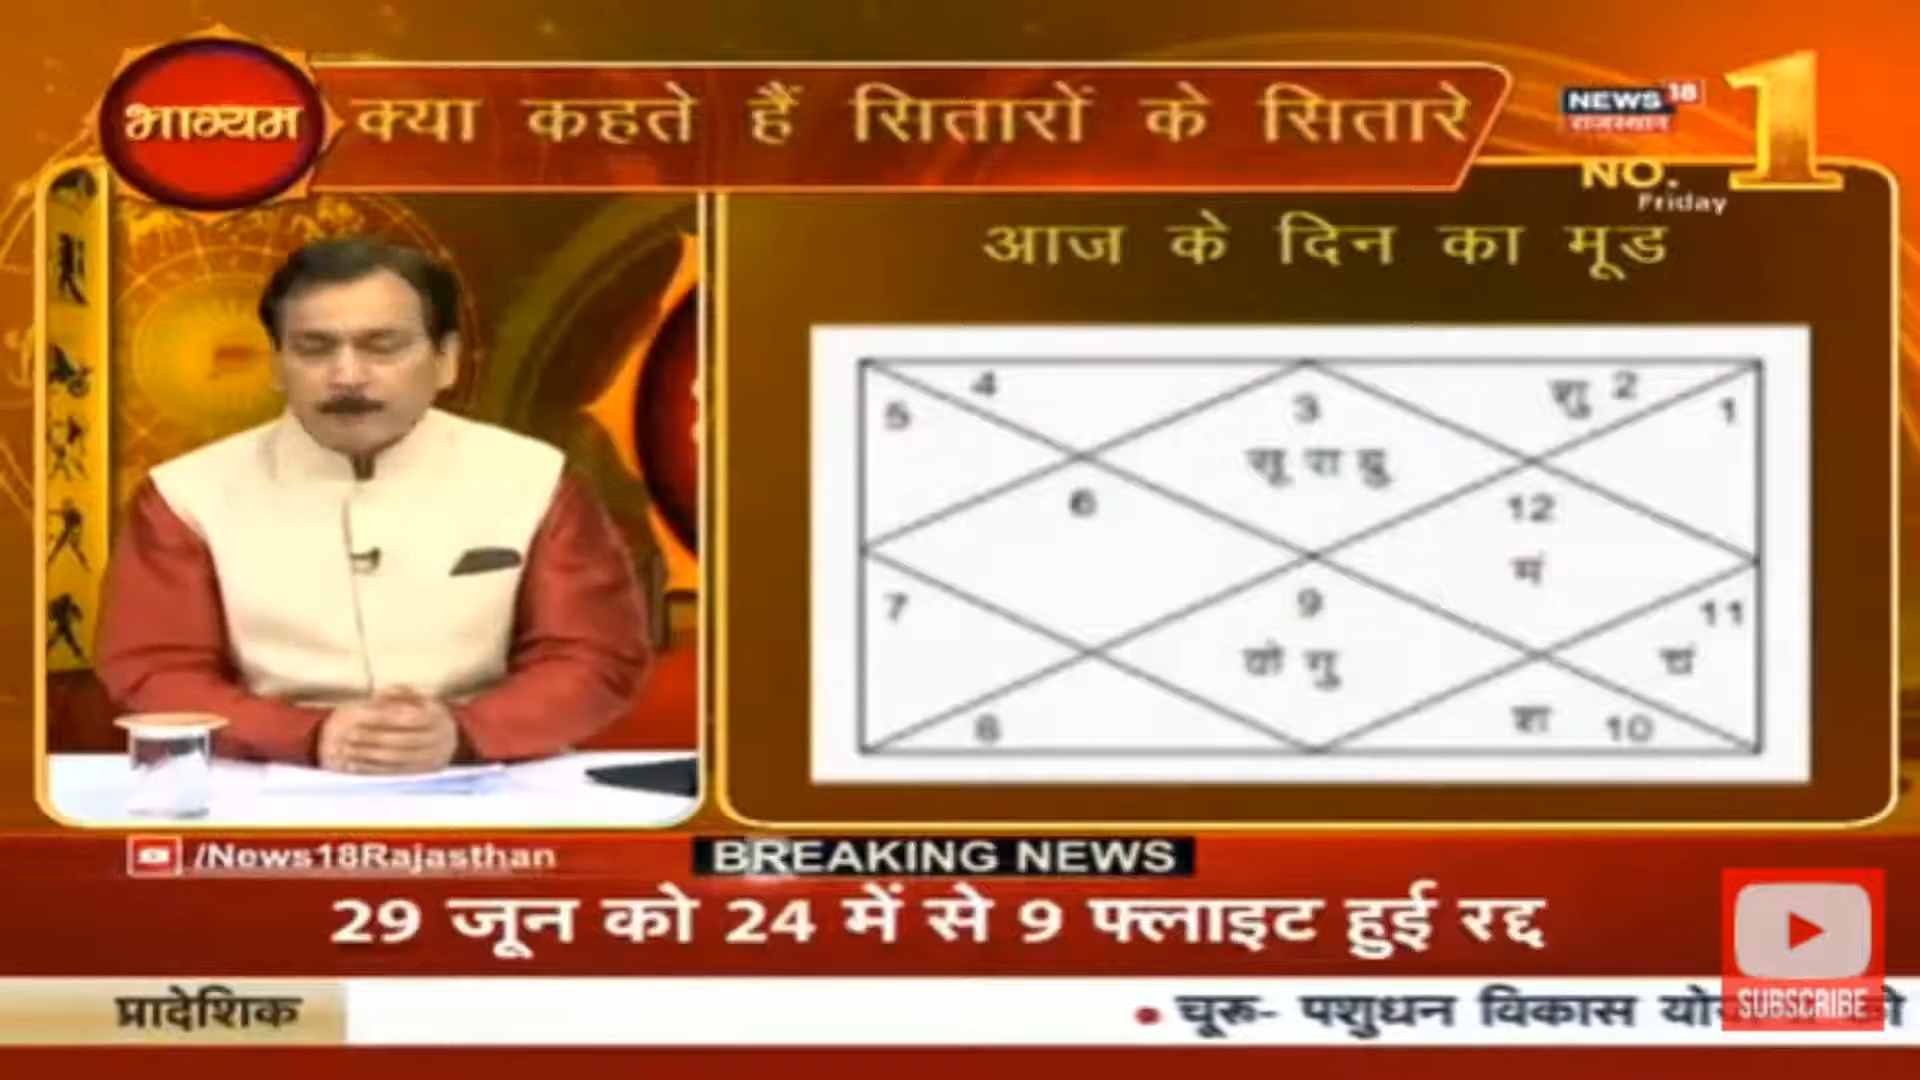 भाग्यम
क्या कहते हैं सितारों के सितारे
NEWS 18
राजस्थान
NO. 1
Friday
आज के दिन का मूड
4
5
3
शु 2
1
सू रा बु
6
12
मं
7
9
11
के गु
चं
8
श 10
/News18Rajasthan
BREAKING NEWS
29 जून को 24 में से 9 फ्लाइट हुई रद्द
प्रादेशिक
• चूरू- पशुधन विकास
SUBSCRIBE